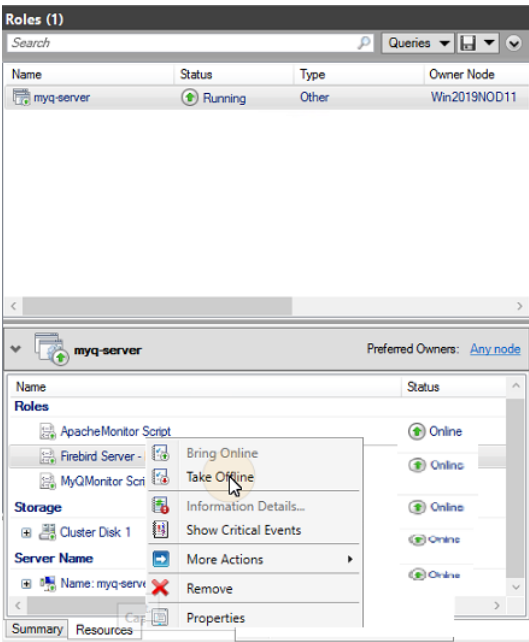 Roles (1)
Search Queries
Name Status Type Owner Node
myq-server Running Other Win2019NOD11
myq-server Preferred Owners: Any node
Name Status
Roles
ApacheMonitor Script Online
Firebird Server - Online
Bring Online
Take Offline
MyQMonitor Scri Online
Information Details...
Storage
Show Critical Events
Cluster Disk 1 Online
Server Name
More Actions
Name: myq-serve Online
Remove
Properties
Summary Resources